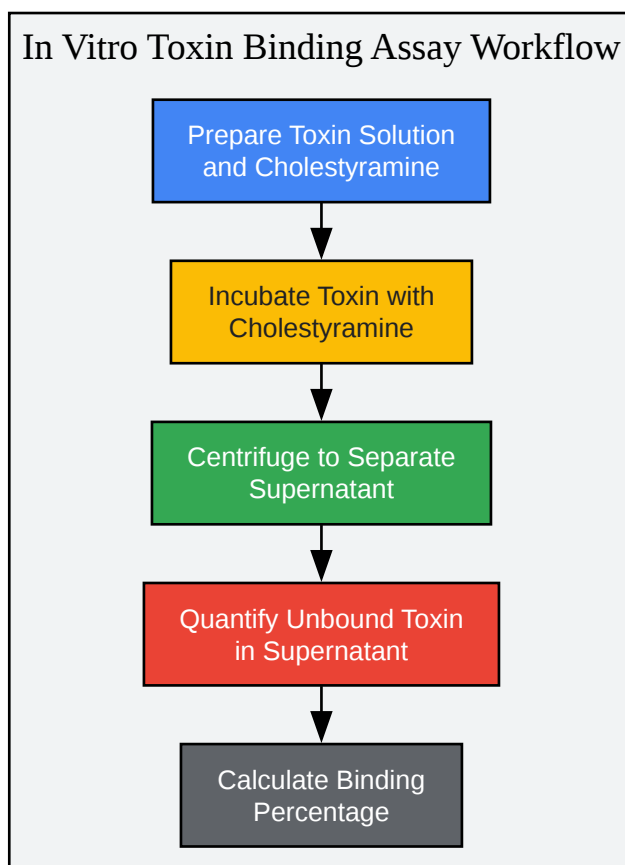 In Vitro Toxin Binding Assay Workflow
Prepare Toxin Solution
and Cholestyramine
Incubate Toxin with
Cholestyramine
Centrifuge to Separate
Supernatant
Quantify Unbound Toxin
in Supernatant
Calculate Binding
Percentage